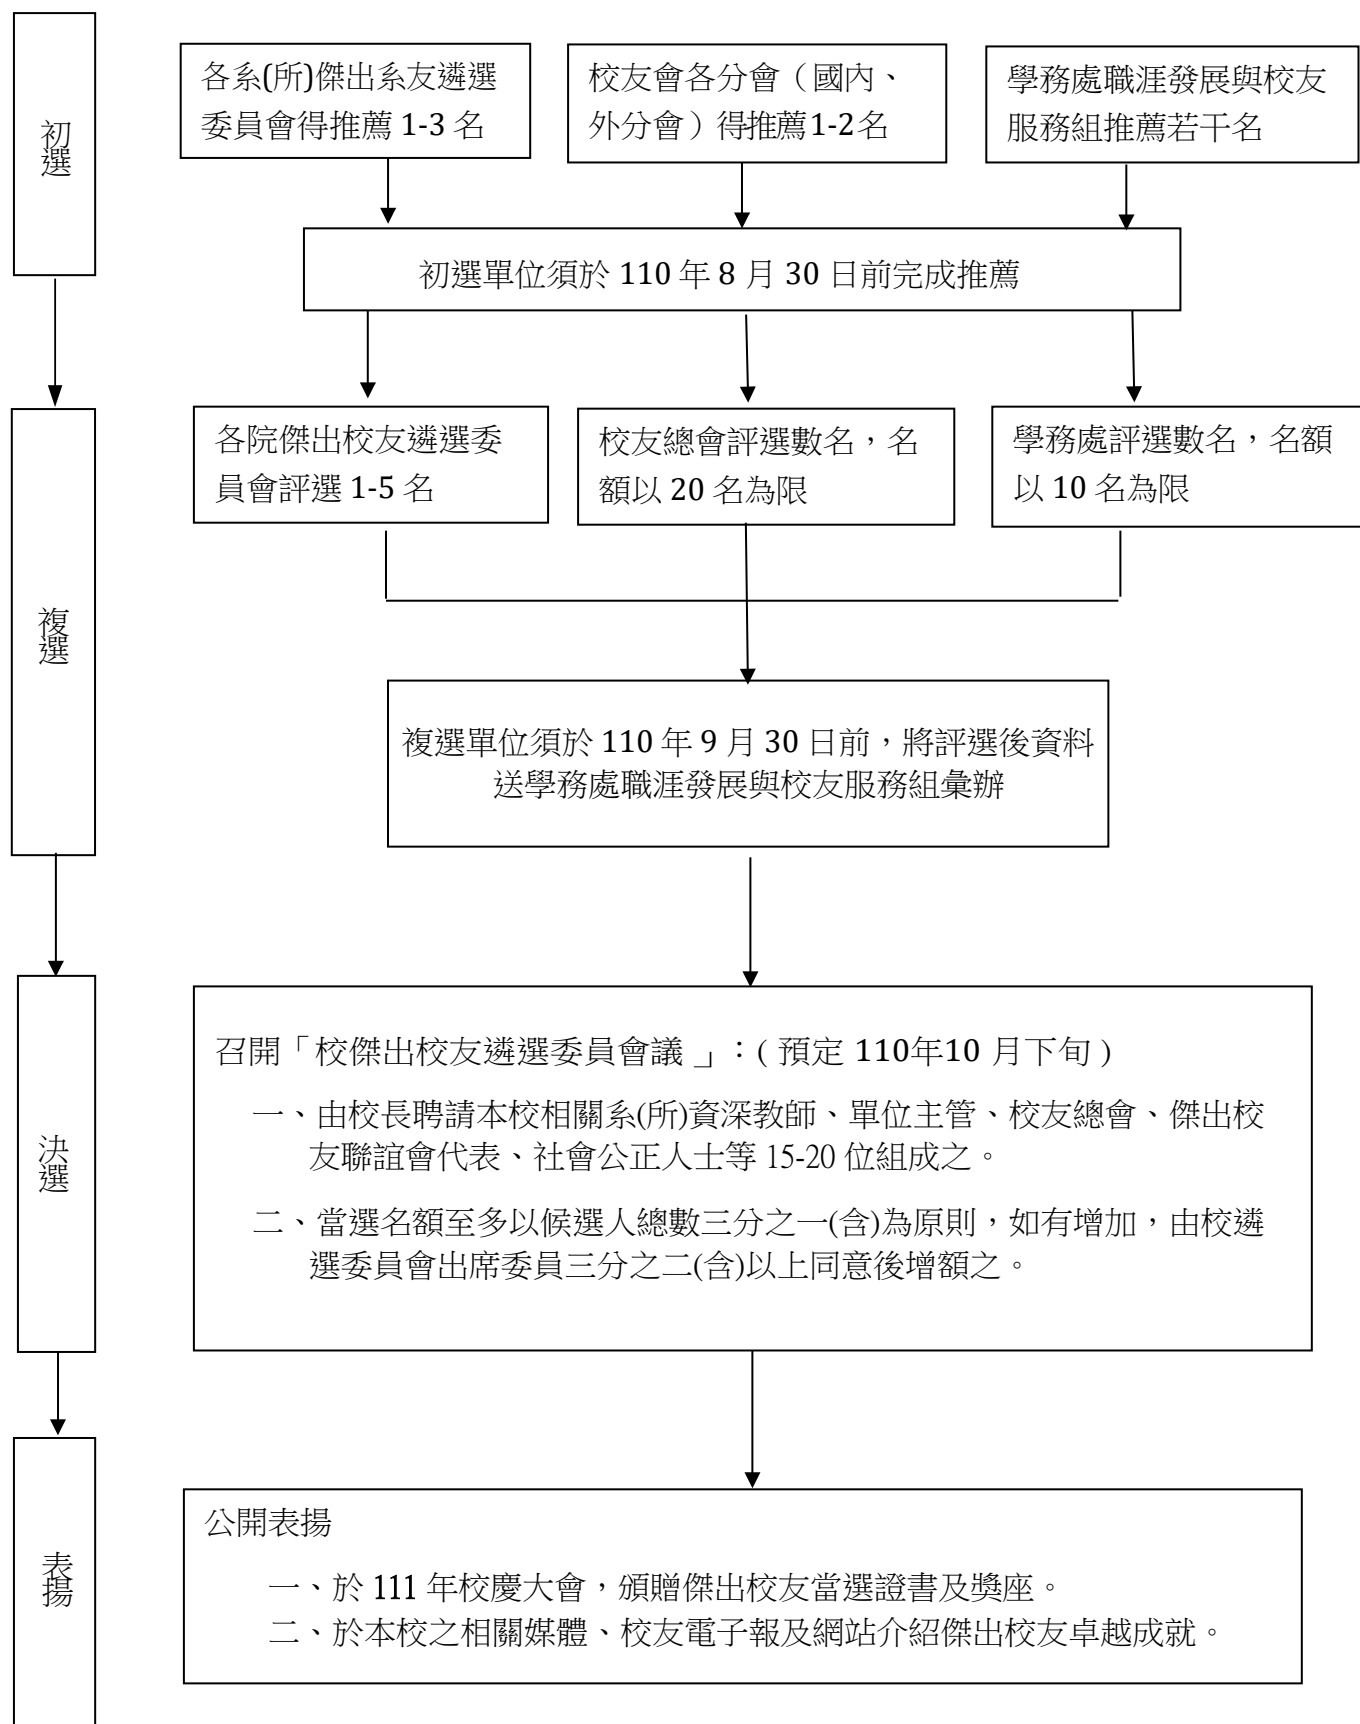 初選
各系(所)傑出系友遴選
委員會得推薦 1-3 名
校友會各分會（國內、
外分會）得推薦 1-2 名
學務處職涯發展與校友
服務組推薦若干名
初選單位須於 110 年 8 月 30 日前完成推薦
複選
各院傑出校友遴選委
員會評選 1-5 名
校友總會評選數名，名
額以 20 名為限
學務処評選數名，名額
以 10 名為限
複選單位須於 110 年 9 月 30 日前，將評選後資料
送學務處職涯發展與校友服務組彙辦
決選
召開「校傑出校友遴選委員會議 」：( 預定 110年10 月下旬 )
一、由校長聘請本校相關系(所)資深教師、單位主管、校友總會、傑出校
友聯誼會代表、社會公正人士等 15-20 位組成之。
二、當選名額至多以候選人總數三分之一(含)為原則，如有增加，由校遴
選委員會出席委員三分之二(含)以上同意後增額之。
表揚
公開表揚
一、於 111 年校慶大會，頒贈傑出校友當選證書及獎座。
二、於本校之相關媒體、校友電子報及網站介紹傑出校友卓越成就。